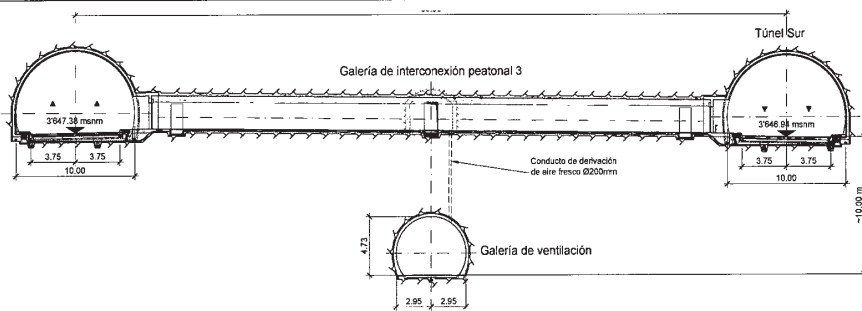 Túnel Sur
Galería de interconexión peatonal 3
3'647.38 msnm
3'646.94 msnm
3.75
3.75
10.00
Conducto de derivación
de aire fresco Ø200mm
3.75
3.75
10.00
~10.00 m
4.73
Galería de ventilación
2.95
2.95